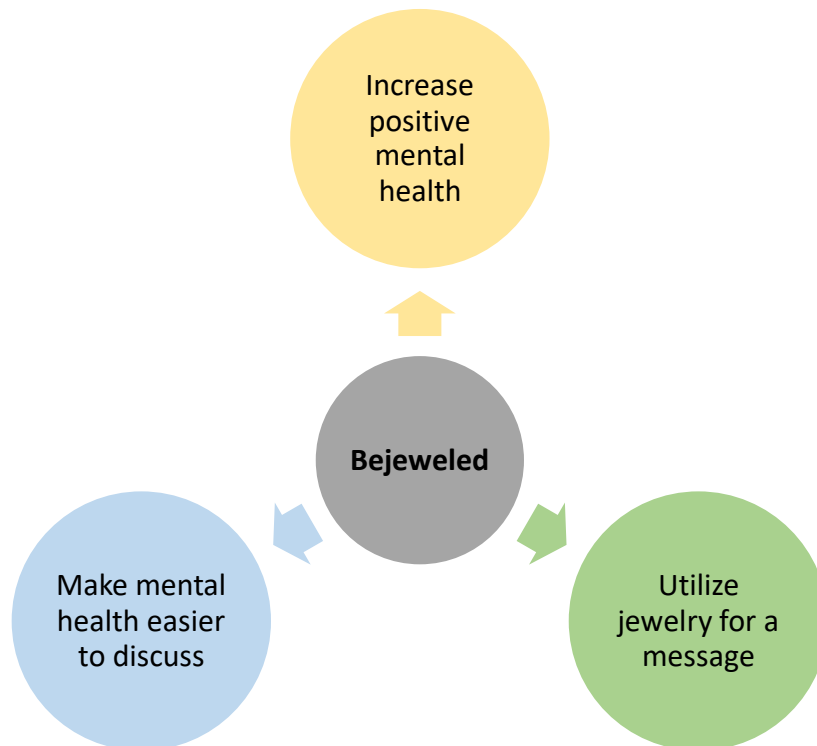 Increase
positive
mental
health
Bejeweled
Make mental
health easier
to discuss
Utilize
jewelry for a
message